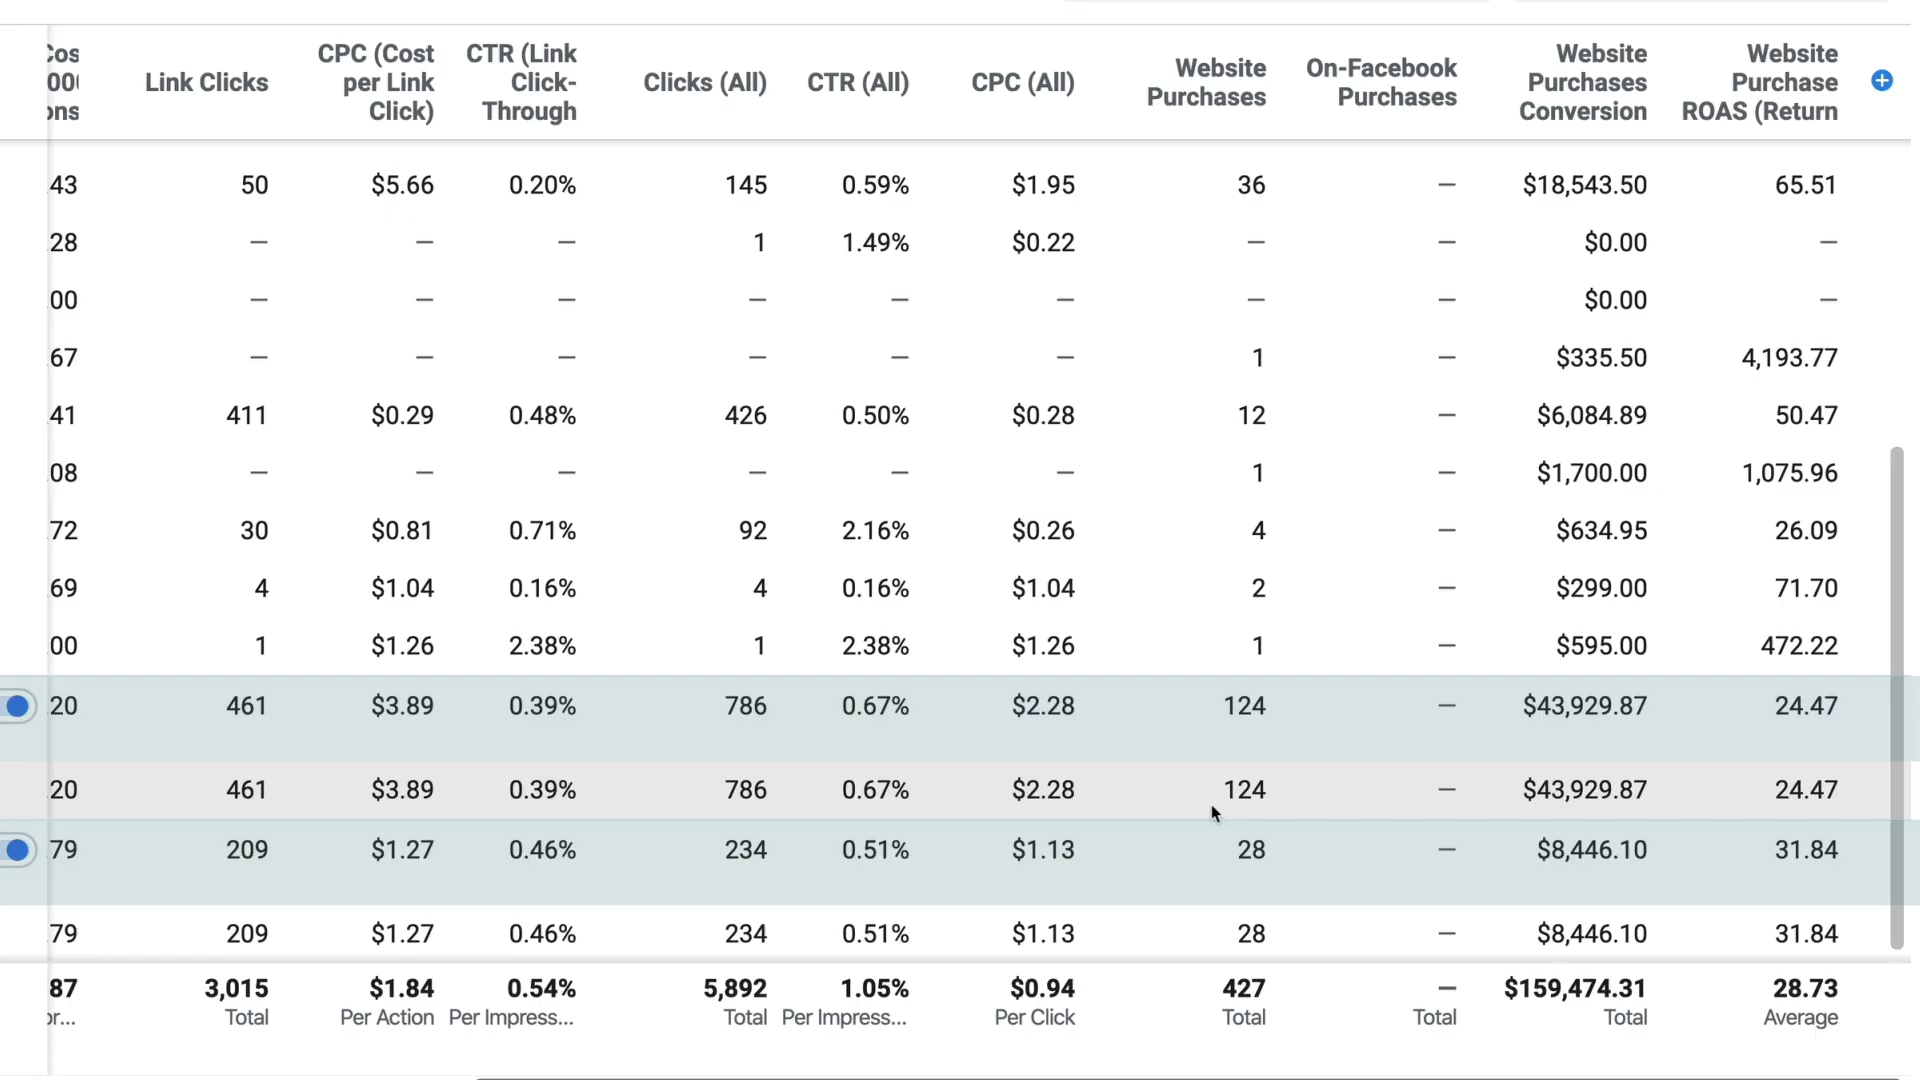 Cos Link Clicks CPC (Cost per Link Click) CTR (Link Click-Through Clicks (All) CTR (All) CPC (All) Website Purchases On-Facebook Purchases Website Purchases Conversion Website Purchase ROAS (Return
43 50 $5.66 0.20% 145 0.59% $1.95 36 — $18,543.50 65.51
.28 — — — 1 1.49% $0.22 — — $0.00 —
.00 — — — — — — — — $0.00 —
.67 — — — — — — 1 — $335.50 4,193.77
.41 411 $0.29 0.48% 426 0.50% $0.28 12 — $6,084.89 50.47
.08 — — — — — — 1 — $1,700.00 1,075.96
.72 30 $0.81 0.71% 92 2.16% $0.26 4 — $634.95 26.09
.69 4 $1.04 0.16% 4 0.16% $1.04 2 — $299.00 71.70
.00 1 $1.26 2.38% 1 2.38% $1.26 1 — $595.00 472.22
.20 461 $3.89 0.39% 786 0.67% $2.28 124 — $43,929.87 24.47
.20 461 $3.89 0.39% 786 0.67% $2.28 124 — $43,929.87 24.47
.79 209 $1.27 0.46% 234 0.51% $1.13 28 — $8,446.10 31.84
.79 209 $1.27 0.46% 234 0.51% $1.13 28 — $8,446.10 31.84
.87 3,015 $1.84 0.54% 5,892 1.05% $0.94 427 — $159,474.31 28.73
Total Per Action Per Impress... Total Per Impress... Per Click Total Total Total Average